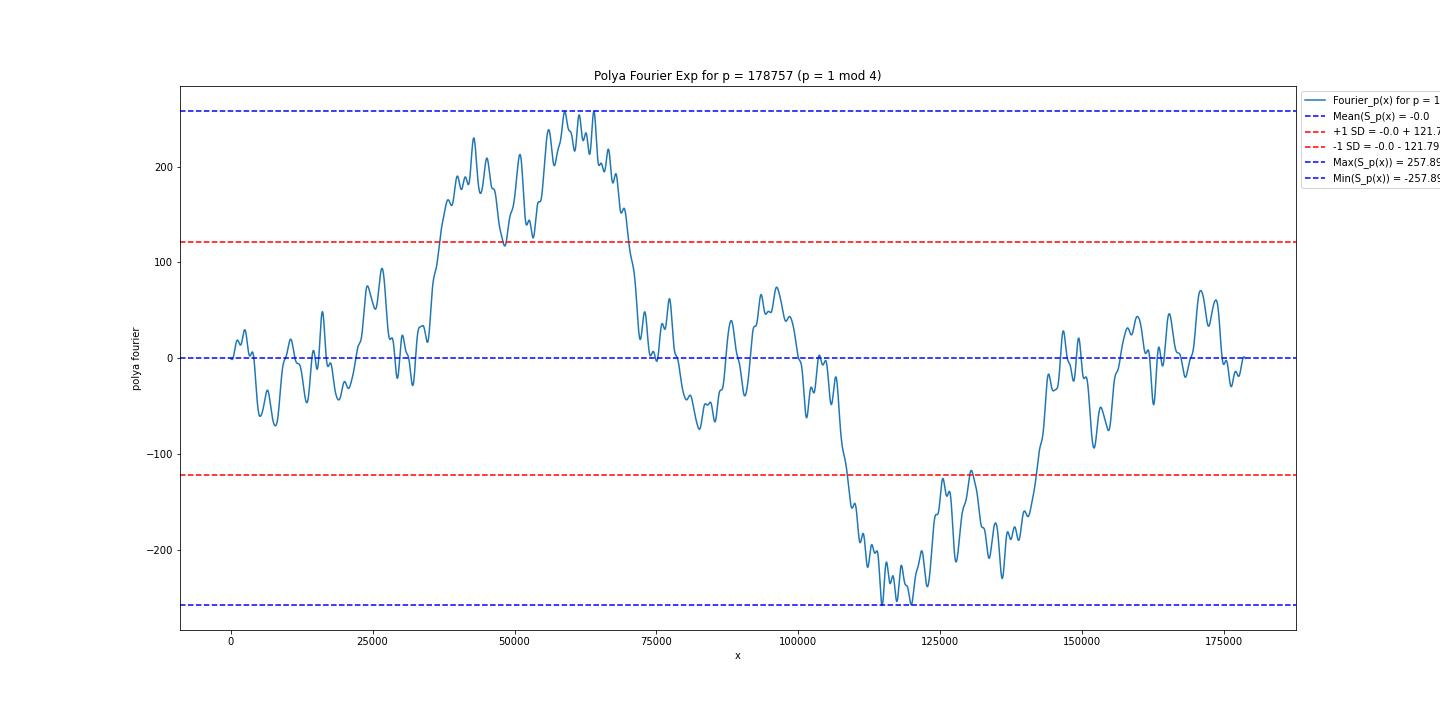 Polya Fourier Exp for p = 178757 (p = 1 mod 4)
Fourier_p(x) for p = 1
Mean(S_p(x) = -0.0
+1 SD = -0.0 + 121.7
-1 SD = -0.0 - 121.79
Max(S_p(x)) = 257.89
Min(S_p(x)) = -257.89
polya fourier
200
100
0
−100
−200
0 25000 50000 75000 100000 125000 150000 175000
x